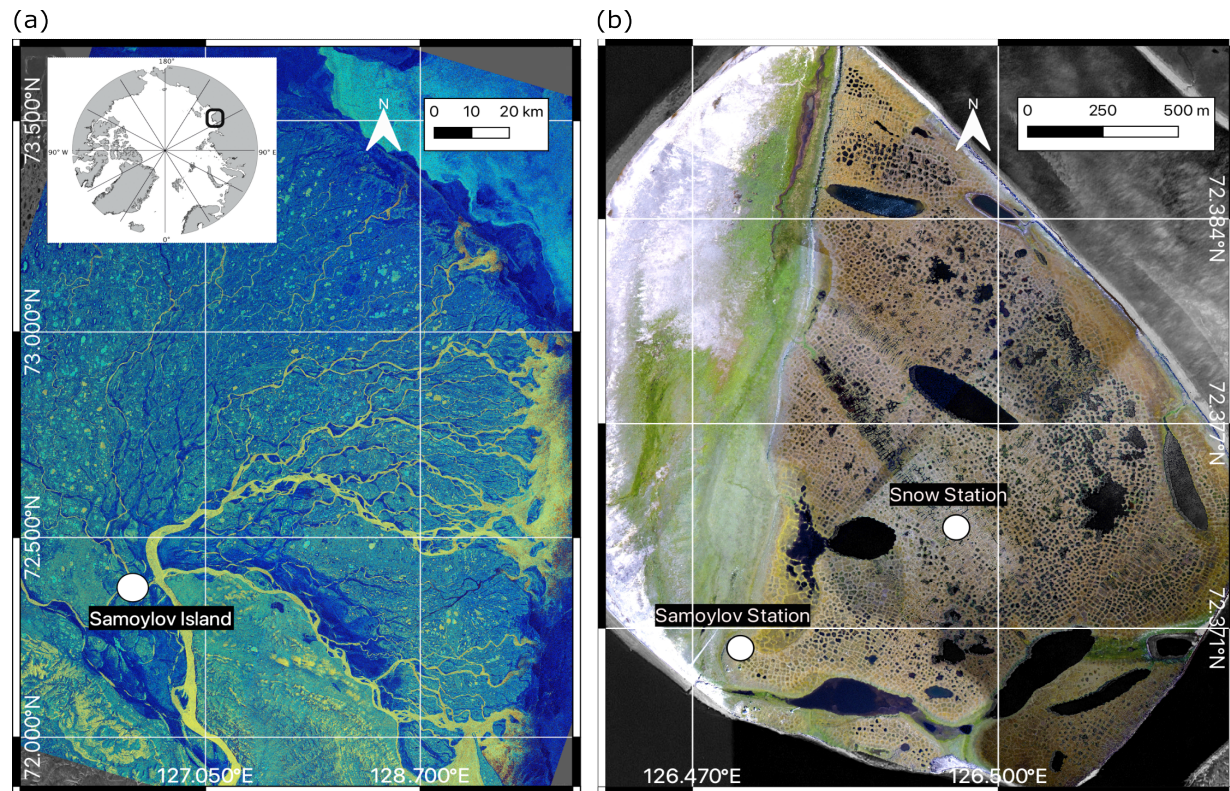 (a)
180°
90° W
90° E
0°
N
0 10 20 km
73.500°N
73.000°N
72.500°N
72.000°N
Samoylov Island
127.050°E
128.700°E
(b)
N
0 250 500 m
72.384°N
72.377°N
72.371°N
Snow Station
Samoylov Station
126.470°E
126.500°E